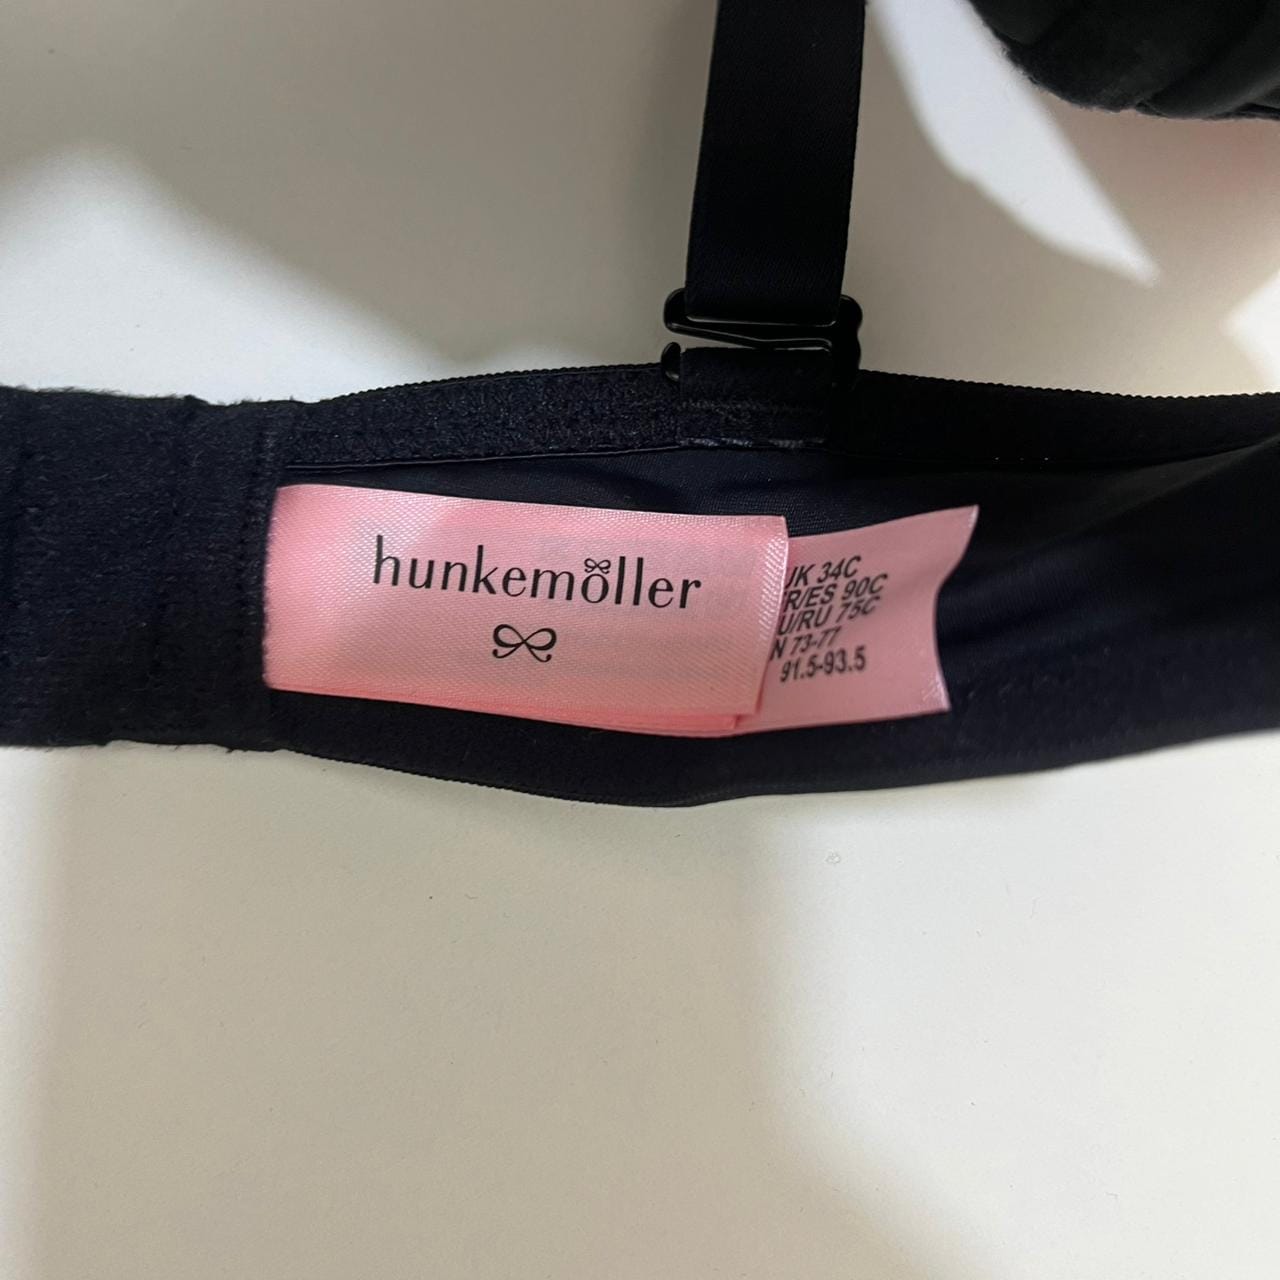 hunkemöller
UK 34C
R/ES 90C
U/RU 75C
N 73-77
91.5-93.5